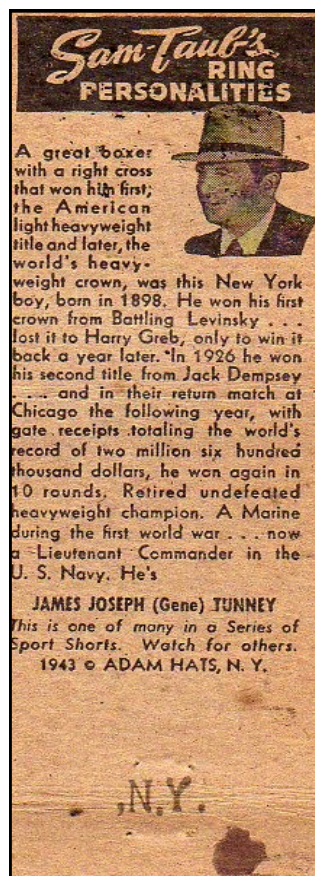 Sam Taub's
RING
PERSONALITIES
A great boxer
with a right cross
that won him first;
the American
light heavyweight
title and later, the
world's heavy-
weight crown, was this New York
boy, born in 1898. He won his first
crown from Battling Levinsky . . .
lost it to Harry Greb, only to win it
back a year later. In 1926 he won
his second title from Jack Dempsey
. . . and in their return match at
Chicago the following year, with
gate receipts totaling the world's
record of two million six hundred
thousand dollars, he won again in
10 rounds. Retired undefeated
heavyweight champion. A Marine
during the first world war . . . now
a Lieutenant Commander in the
U. S. Navy. He's
JAMES JOSEPH (Gene) TUNNEY
This is one of many in a Series of
Sport Shorts. Watch for others.
1943 © ADAM HATS, N. Y.
N.Y.